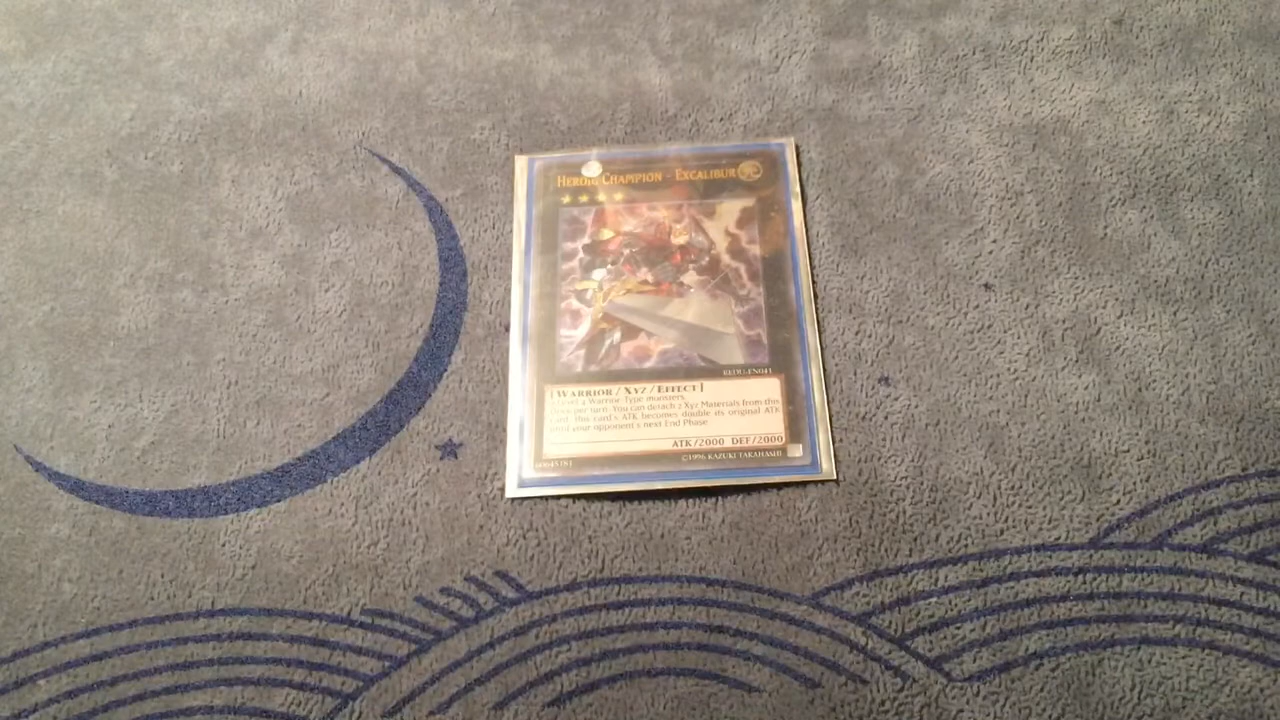 Heroic Champion - Excalibur
REDU-EN041
[Warrior / Xyz / Effect]
2 Level 4 Warrior-Type monsters
Once per turn: You can detach 2 Xyz Materials from this
card; this card's ATK becomes double its original ATK
until your opponent's next End Phase.
ATK/2000 DEF/2000
©1996 KAZUKI TAKAHASHI